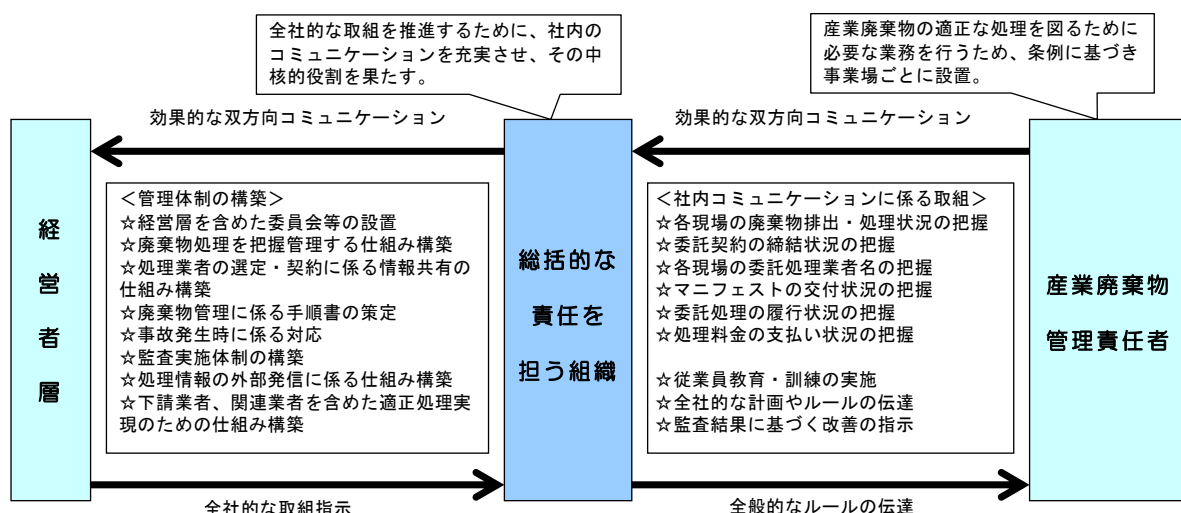 全社的な取組を推進するために、社内の
コミュニケーションを充実させ、その中
核的役割を果たす。
産業廃棄物の適正な処理を図るために
必要な業務を行うため、条例に基づき
事業場ごとに設置。
効果的な双方向コミュニケーション
効果的な双方向コミュニケーション
経営者層
＜管理体制の構築＞
☆経営層を含めた委員会等の設置
☆廃棄物処理を把握管理する仕組み構築
☆処理業者の選定・契約に係る情報共有の
仕組み構築
☆廃棄物管理に係る手順書の策定
☆事故発生時に係る対応
☆監査実施体制の構築
☆処理情報の外部発信に係る仕組み構築
☆下請業者、関連業者を含めた適正処理実
現のための仕組み構築
総括的な
責任を
担う組織
＜社内コミュニケーションに係る取組＞
☆各現場の廃棄物排出・処理状況の把握
☆委託契約の締結状況の把握
☆各現場の委託処理業者名の把握
☆マニフェストの交付状況の把握
☆委託処理の履行状況の把握
☆処理料金の支払い状況の把握
☆従業員教育・訓練の実施
☆全社的な計画やルールの伝達
☆監査結果に基づく改善の指示
産業廃棄物
管理責任者
全社的な取組指示
全般的なルールの伝達